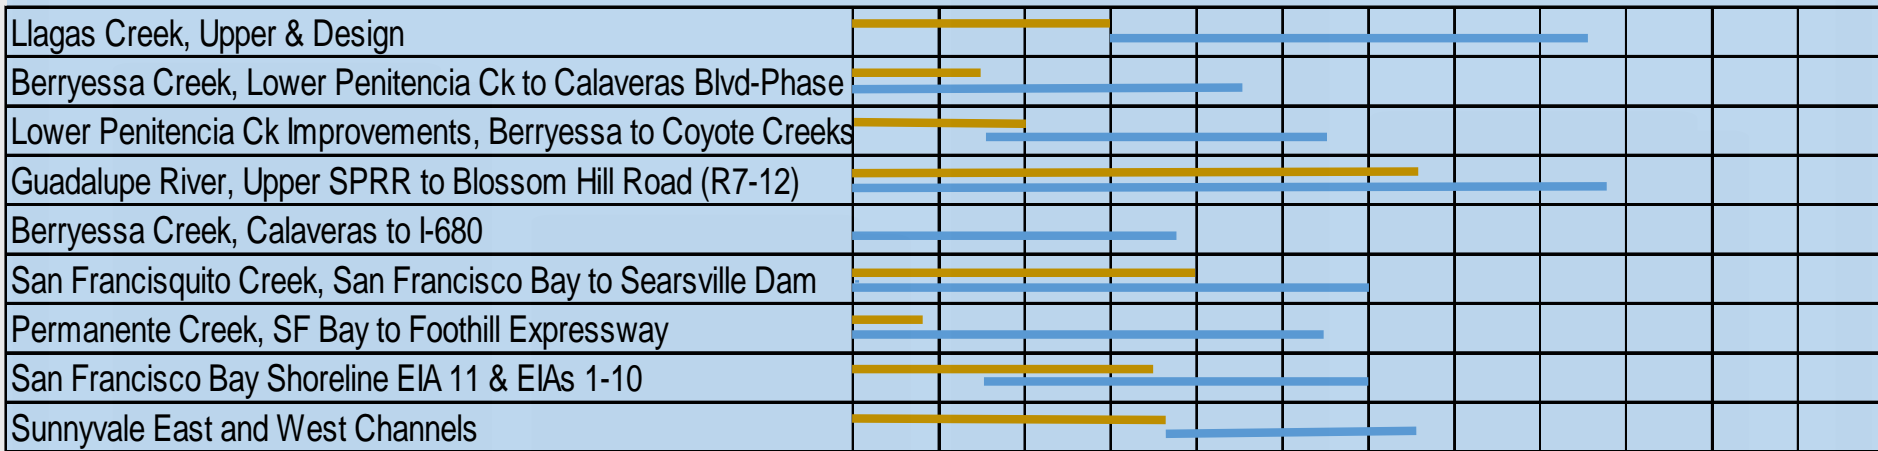 Llagas Creek, Upper & Design
Berryessa Creek, Lower Penitencia Ck to Calaveras Blvd-Phase
Lower Penitencia Ck Improvements, Berryessa to Coyote Creeks
Guadalupe River, Upper SPRR to Blossom Hill Road (R7-12)
Berryessa Creek, Calaveras to I-680
San Francisquito Creek, San Francisco Bay to Searsville Dam
Permanente Creek, SF Bay to Foothill Expressway
San Francisco Bay Shoreline EIA 11 & EIAs 1-10
Sunnyvale East and West Channels